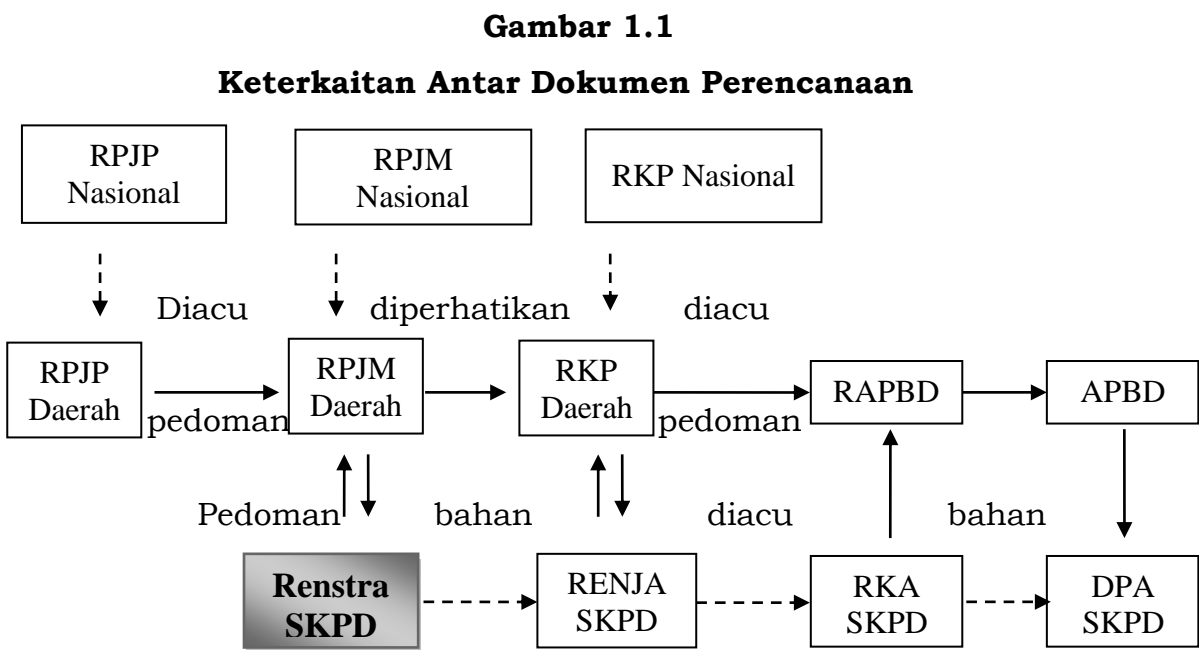 Gambar 1.1
Keterkaitan Antar Dokumen Perencanaan
RPJP
Nasional
RPJM
Nasional
RKP Nasional
Diacu
diperhatikan
diacu
RPJP
Daerah
pedoman
RPJM
Daerah
RKP
Daerah
pedoman
RAPBD
APBD
Pedoman
bahan
diacu
bahan
Renstra
SKPD
RENJA
SKPD
RKA
SKPD
DPA
SKPD